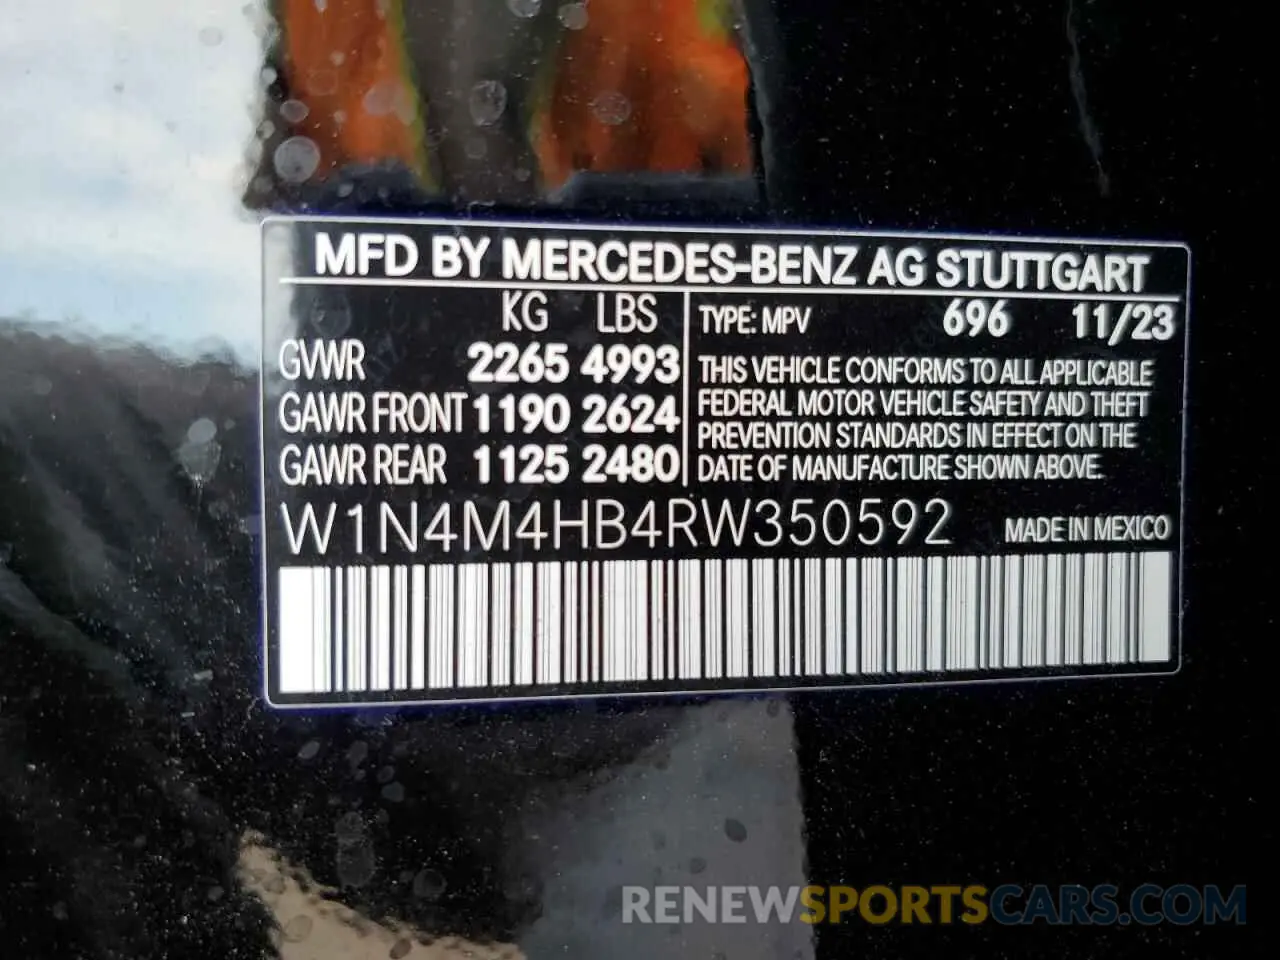 MFD BY MERCEDES-BENZ AG STUTTGART
KG LBS
GVWR 2265 4993
GAWR FRONT 1190 2624
GAWR REAR 1125 2480
TYPE: MPV 696 11/23
THIS VEHICLE CONFORMS TO ALL APPLICABLE
FEDERAL MOTOR VEHICLE SAFETY AND THEFT
PREVENTION STANDARDS IN EFFECT ON THE
DATE OF MANUFACTURE SHOWN ABOVE.
W1N4M4HB4RW350592 MADE IN MEXICO
RENEWSPORTSCARS.COM